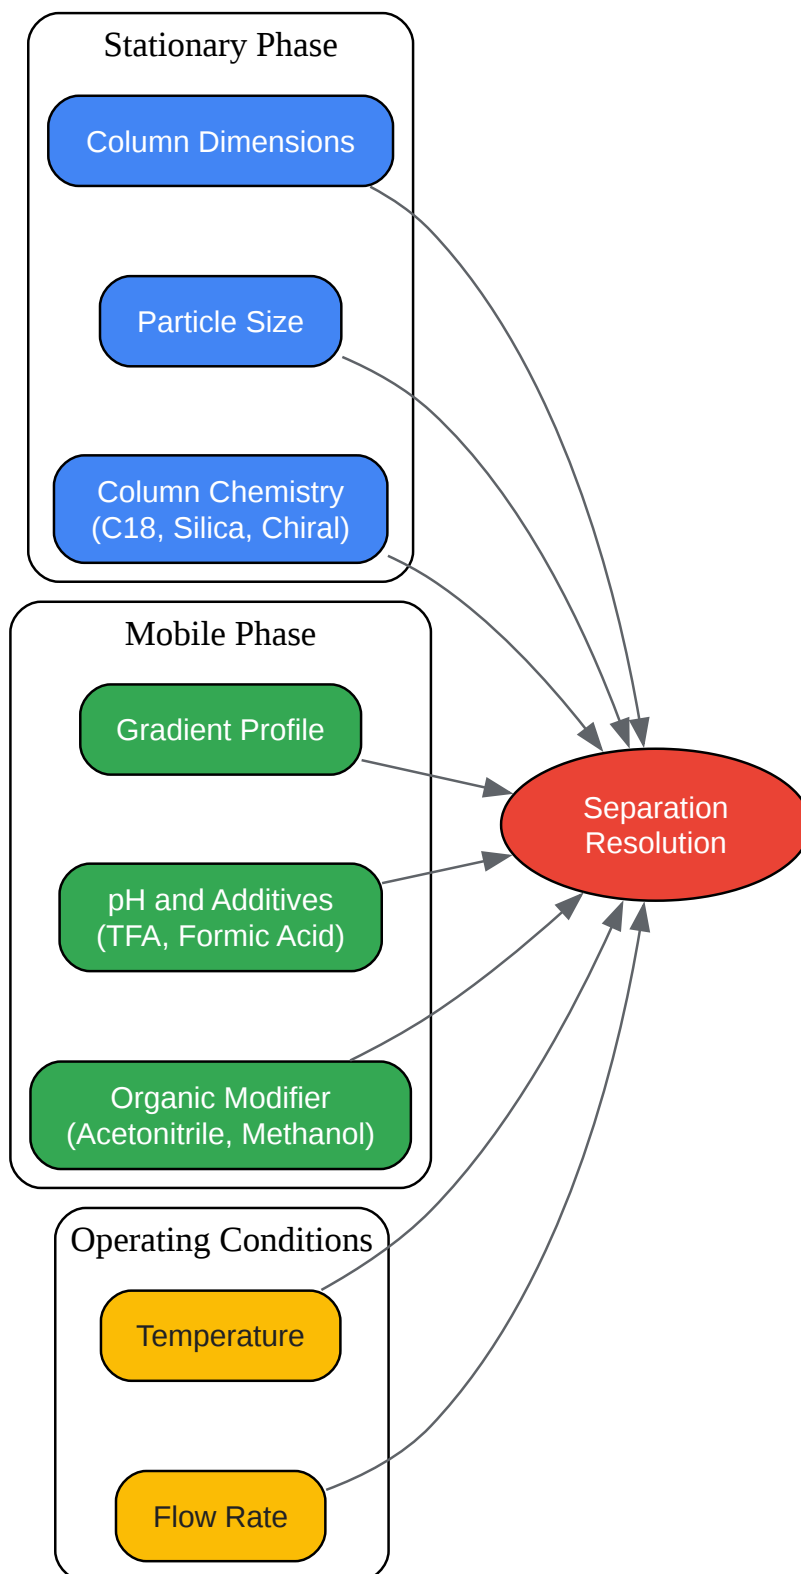 Stationary Phase
Column Dimensions
Particle Size
Column Chemistry
(C18, Silica, Chiral)
Mobile Phase
Gradient Profile
pH and Additives
(TFA, Formic Acid)
Organic Modifier
(Acetonitrile, Methanol)
Operating Conditions
Temperature
Flow Rate
Separation
Resolution